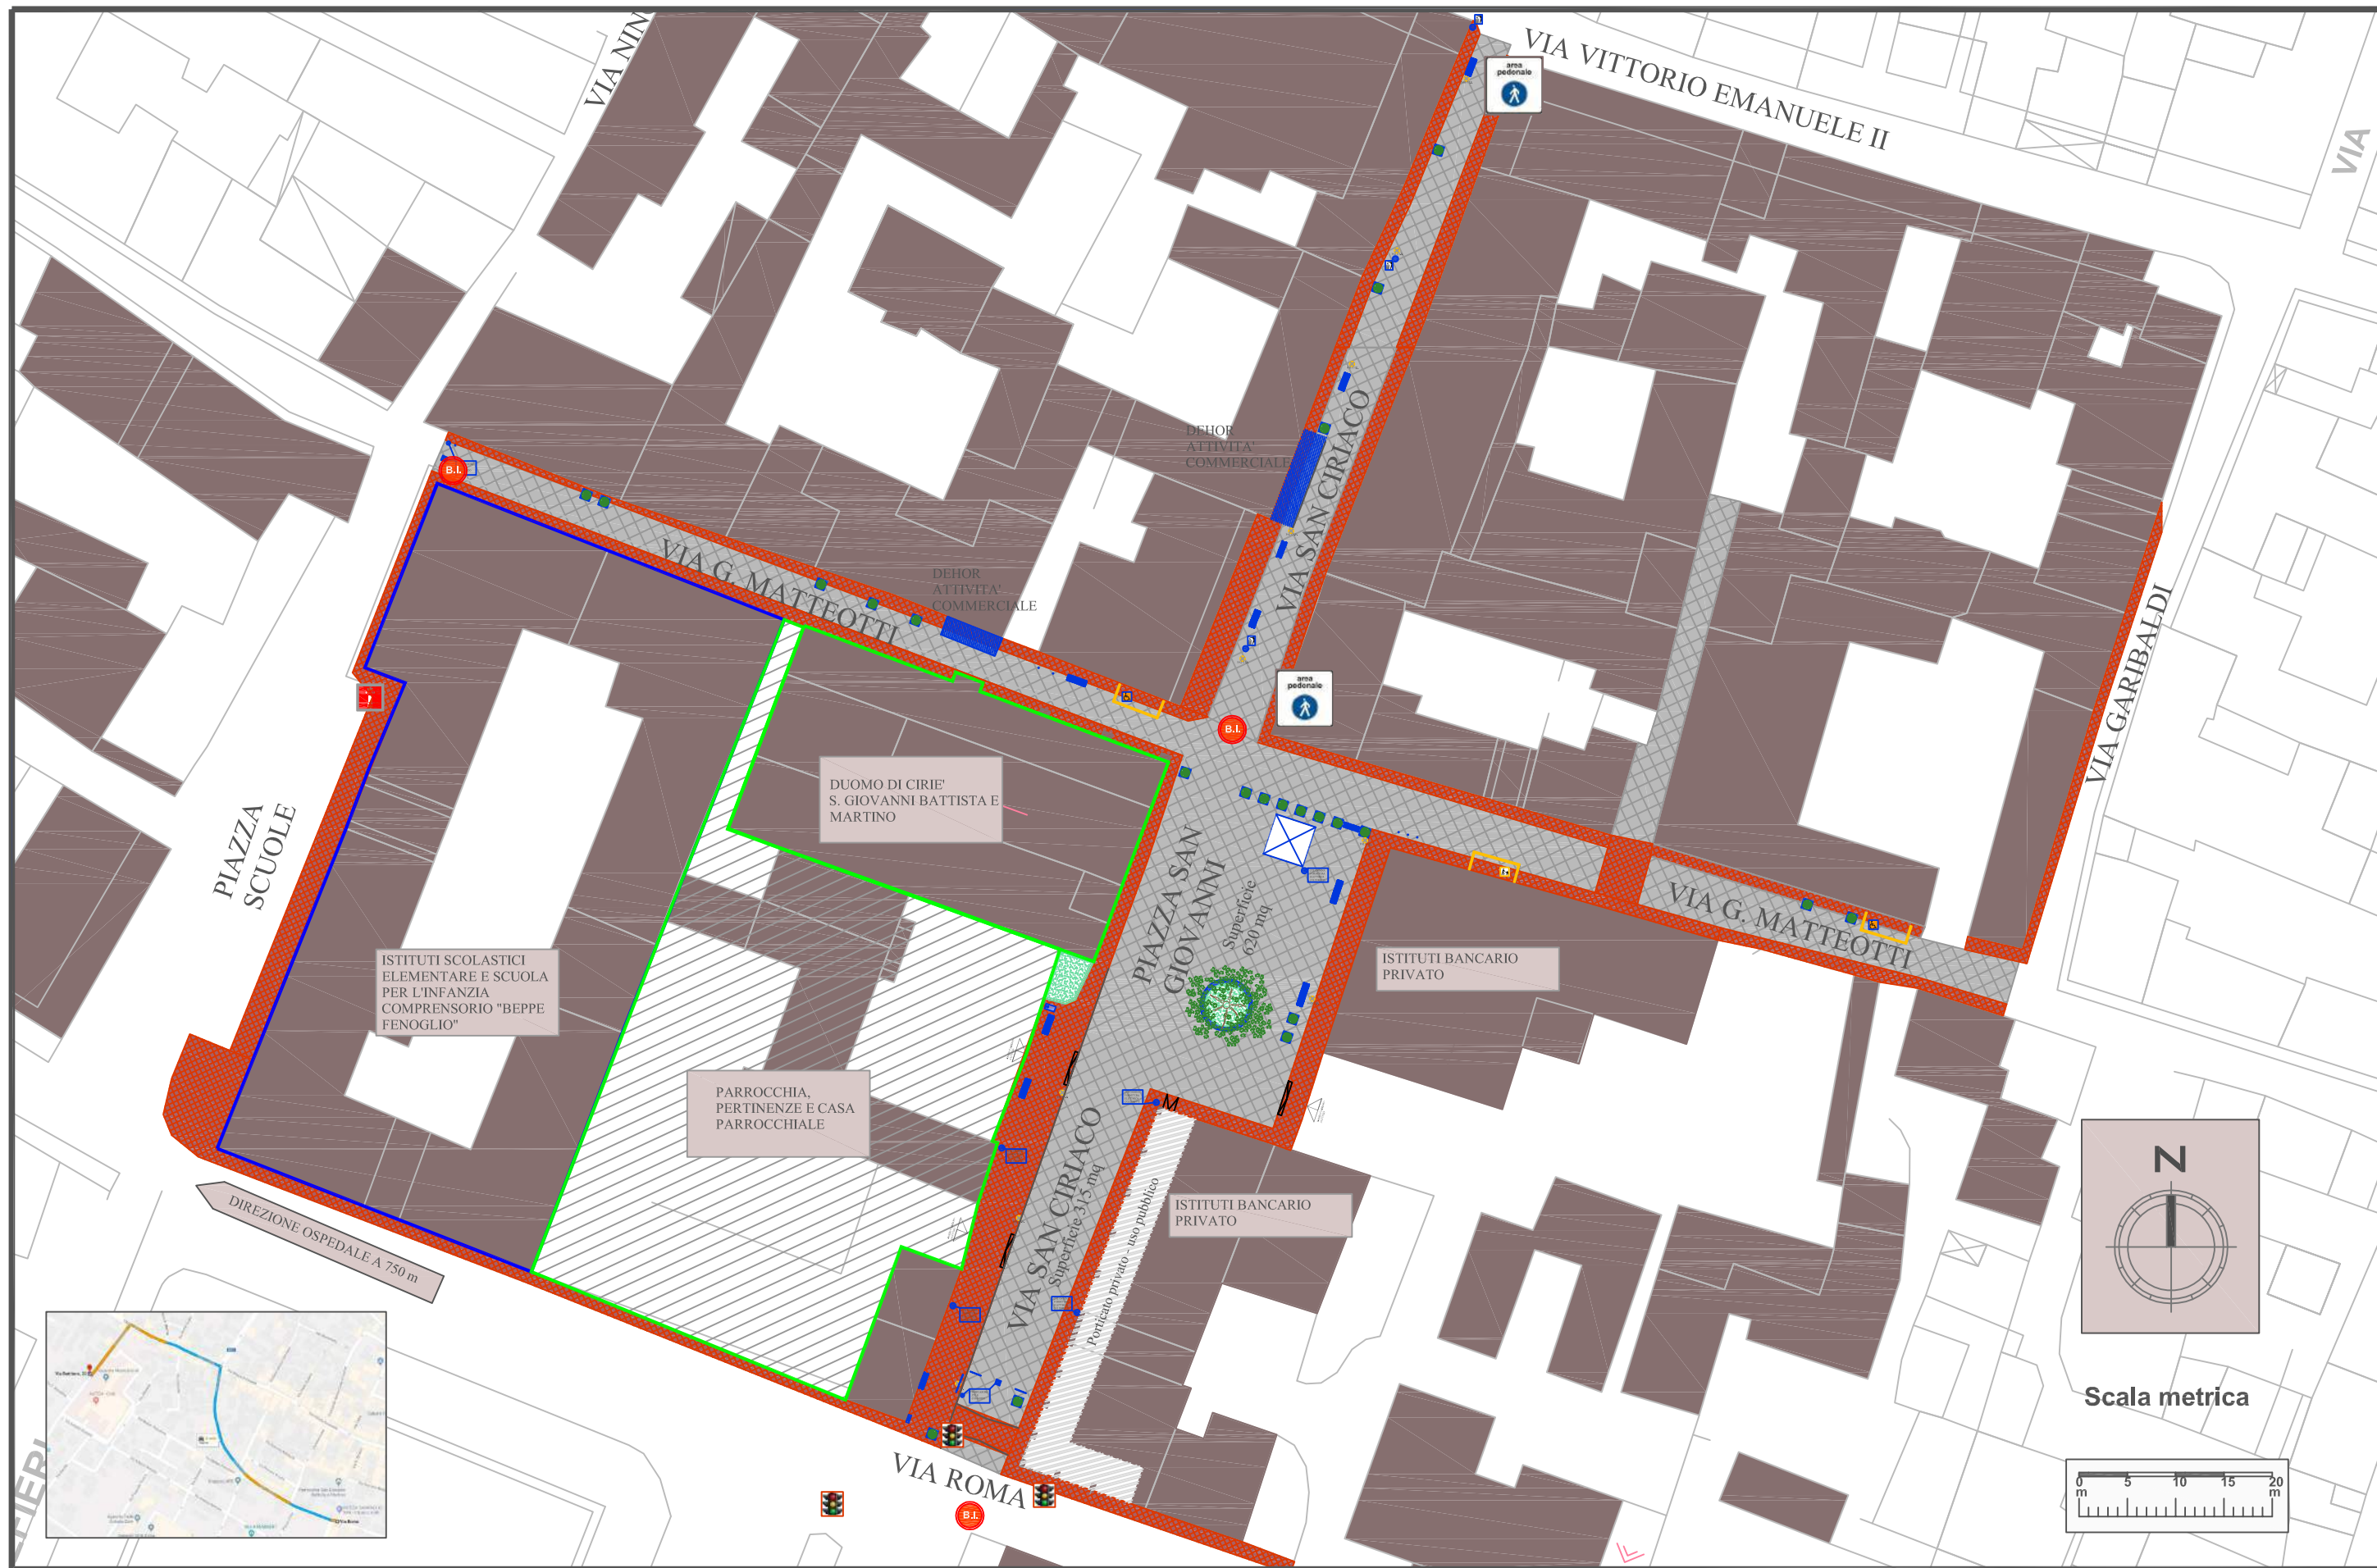 VIA NIN
VIA VITTORIO EMANUELE II
VIA
area
pedonale
DEHOR
ATTIVITA'
COMMERCIALE
VIA SAN CIRIACO
B.I.
VIA G. MATTEOTTI
DEHOR
ATTIVITA'
COMMERCIALE
VIA GARIBALDI
area
pedonale
B.I.
DUOMO DI CIRIE'
S. GIOVANNI BATTISTA E
MARTINO
PIAZZA
SCUOLE
PIAZZA SAN
GIOVANNI
Superficie
620 mq
VIA G. MATTEOTTI
ISTITUTI SCOLASTICI
ELEMENTARE E SCUOLA
PER L'INFANZIA
COMPRENSORIO "BEPPE
FENOGLIO"
ISTITUTI BANCARIO
PRIVATO
PARROCCHIA,
PERTINENZE E CASA
PARROCCHIALE
M
VIA SAN CIRIACO
Superficie 315 mq
Porticato privato - uso pubblico
ISTITUTI BANCARIO
PRIVATO
N
DIREZIONE OSPEDALE A 750 m
Scala metrica
0 5 10 15 20
m m m
VIA ROMA
B.I.
FIERI